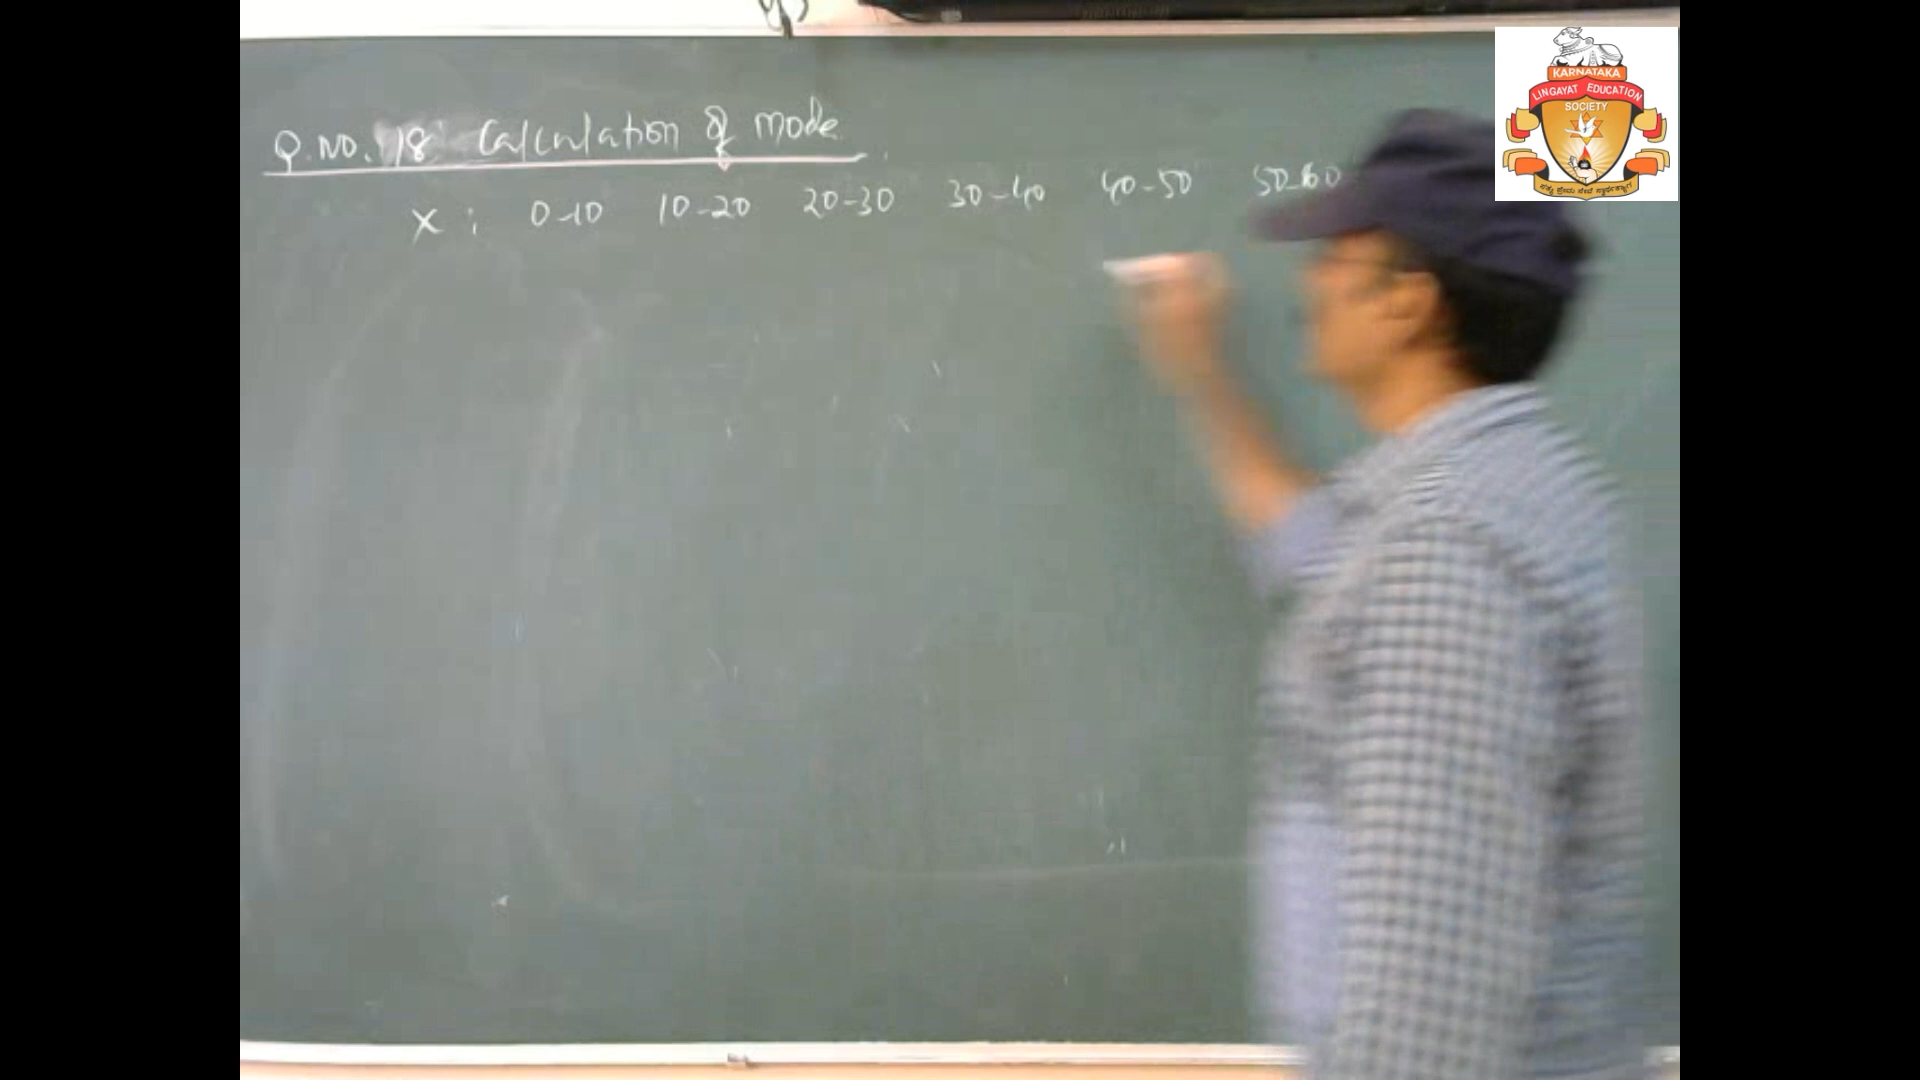 Q.NO. 18 Calculation of mode
X : 0-10 10-20 20-30 30-40 40-50 50-60
KARNATAKA
LINGAYAT EDUCATION
SOCIETY